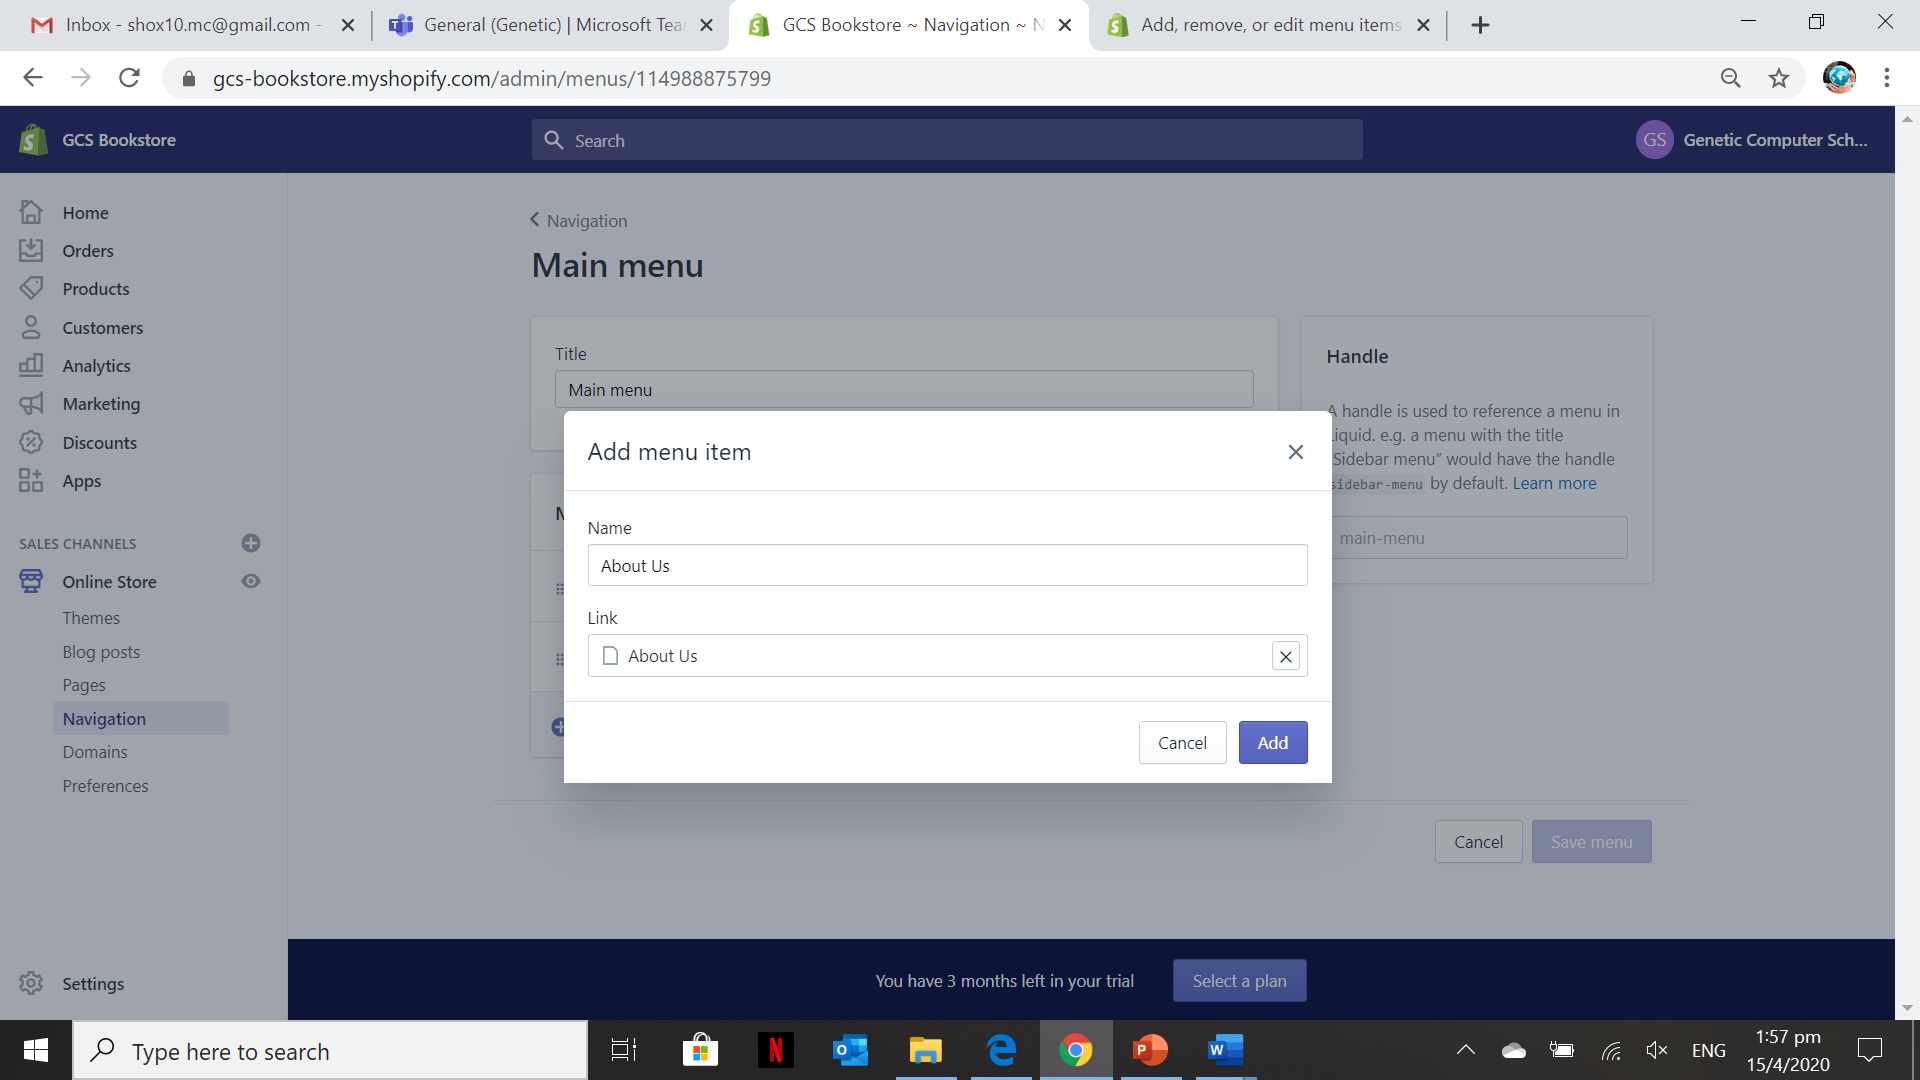 Inbox - shox10.mc@gmail.com -
General (Genetic) | Microsoft Tea
GCS Bookstore ~ Navigation ~ N
Add, remove, or edit menu items
gcs-bookstore.myshopify.com/admin/menus/114988875799
GCS Bookstore
Search
GS
Genetic Computer Sch...
Home
Orders
Products
Customers
Analytics
Marketing
Discounts
Apps
SALES CHANNELS
Online Store
Themes
Blog posts
Pages
Navigation
Domains
Preferences
Settings
Navigation
Main menu
Title
Main menu
Handle
A handle is used to reference a menu in
Liquid. e.g. a menu with the title
Sidebar menu" would have the handle
sidebar-menu by default. Learn more
main-menu
Add menu item
Name
About Us
Link
About Us
Cancel
Add
Cancel
Save menu
You have 3 months left in your trial
Select a plan
Type here to search
ENG
1:57 pm
15/4/2020